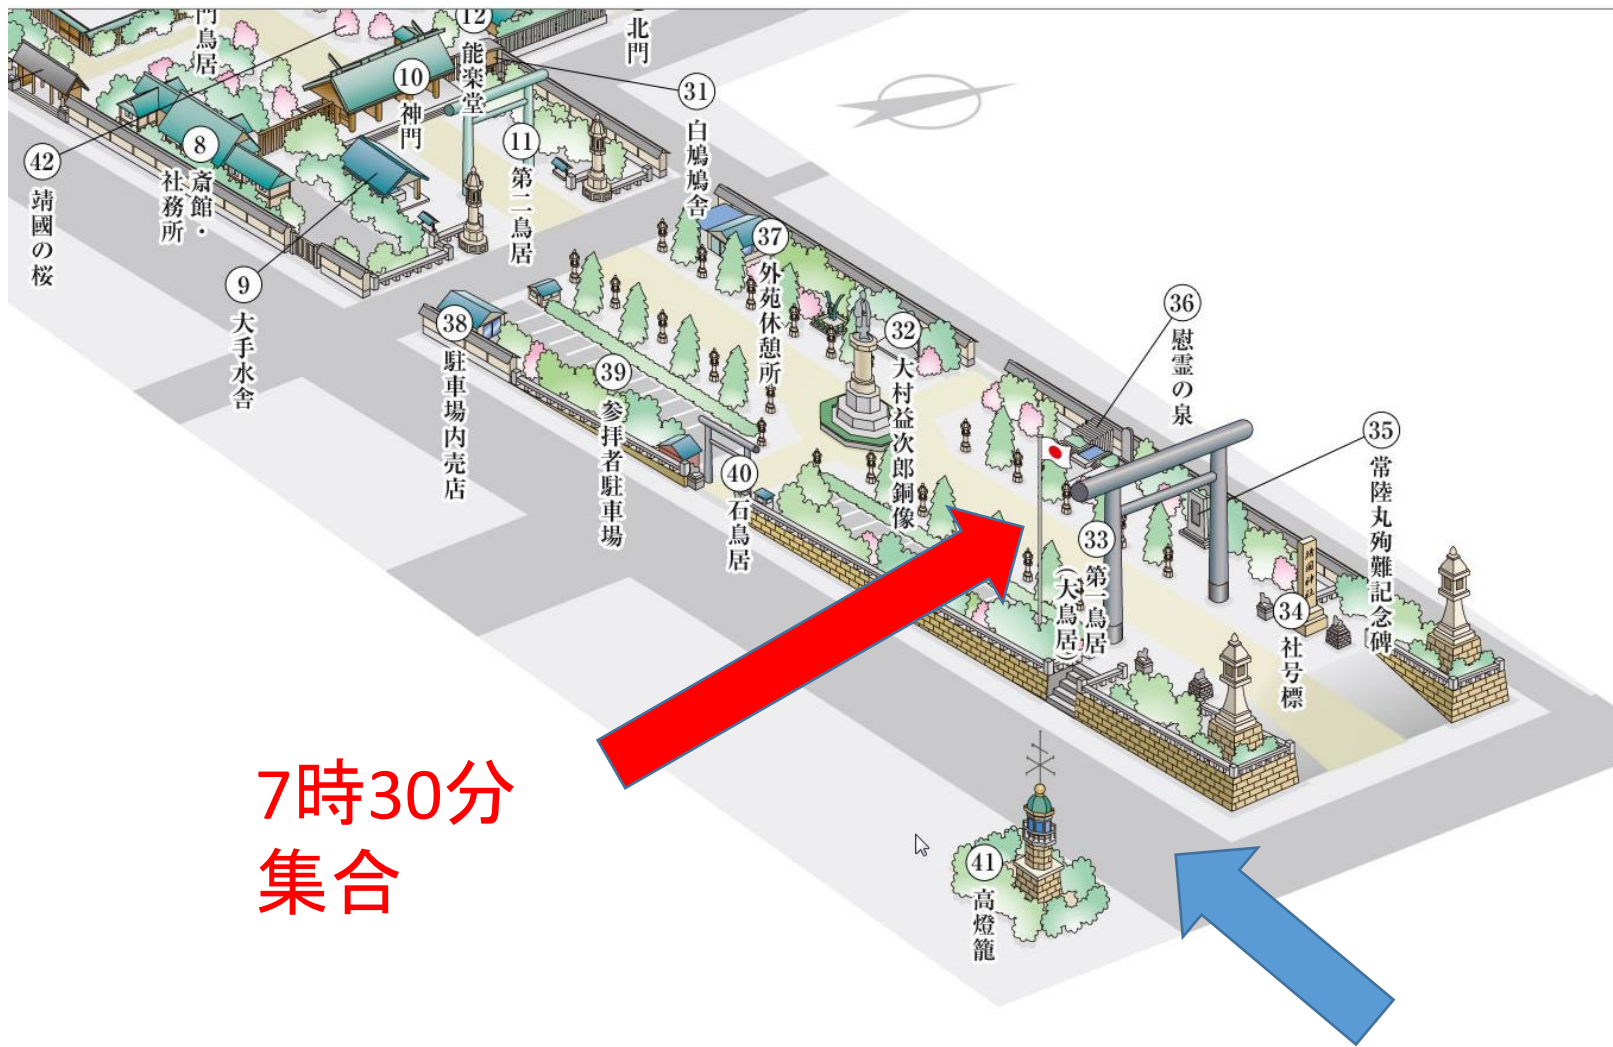 門鳥居
12
能楽堂
北門
10
神門
31
白鳩鳩舎
8
斎館・
社務所
11
第二鳥居
42
靖國の桜
9
大手水舎
37
外苑休憩所
38
駐車場内売店
39
参拝者駐車場
32
大村益次郎銅像
36
慰霊の泉
35
常陸丸殉難記念碑
40
石鳥居
33
第一鳥居
(大鳥居)
靖國神社
34
社号標
41
高燈籠
7時30分
集合